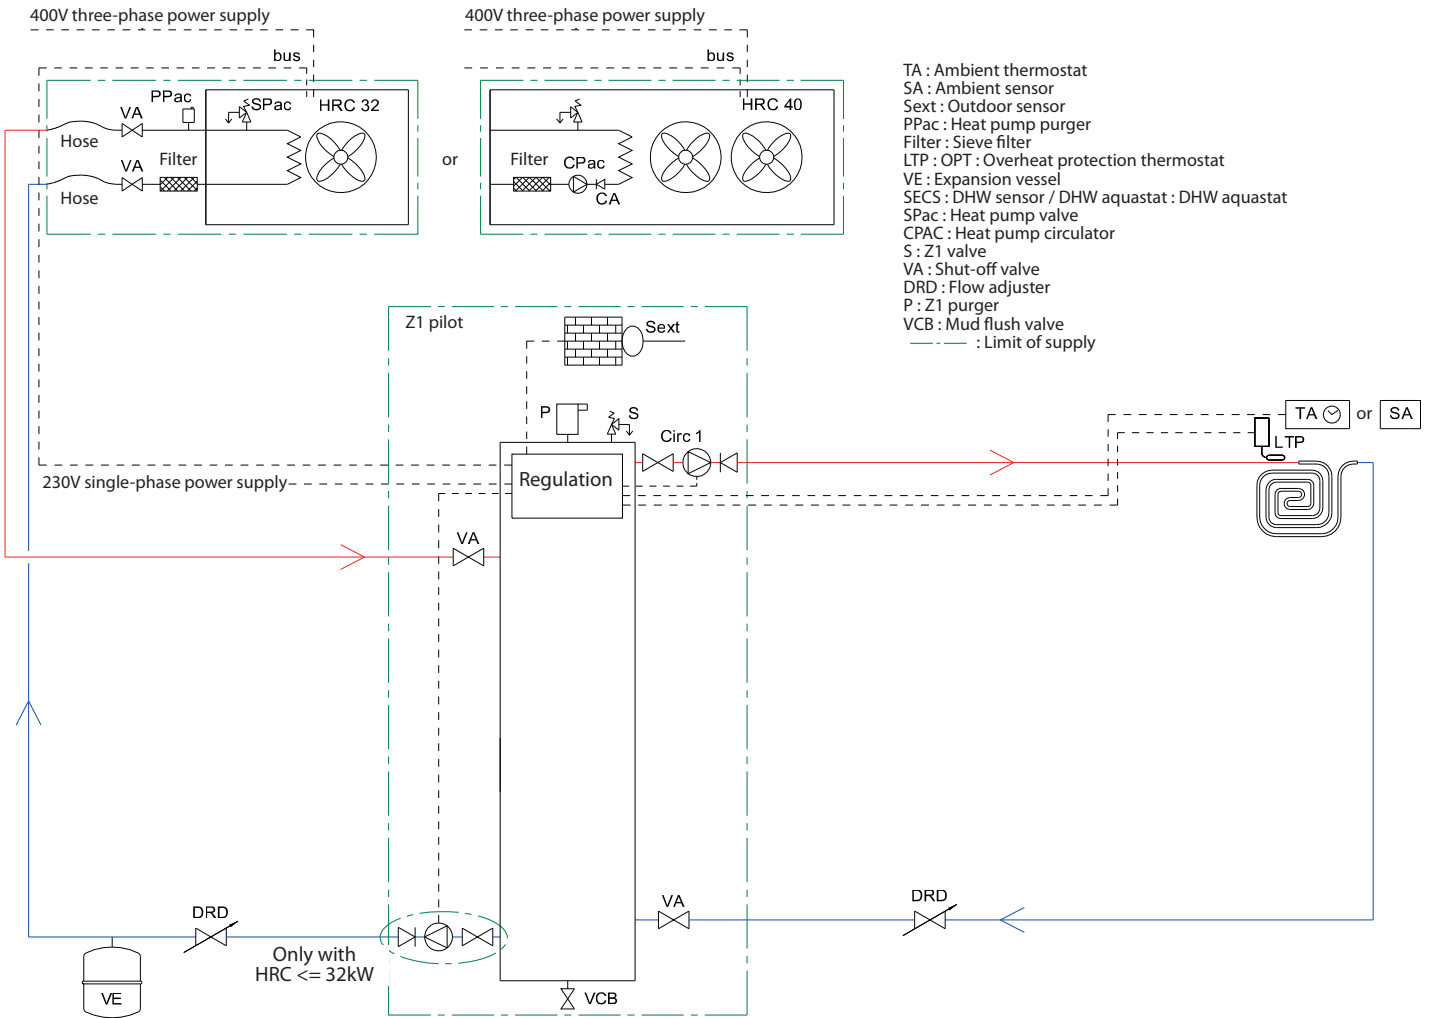 400V three-phase power supply
400V three-phase power supply
bus
bus
PPac
VA
SPac
HRC 32
HRC 40
Hose
VA
Filter
or
Filter
CPac
Hose
CA
TA : Ambient thermostat
SA : Ambient sensor
Sext : Outdoor sensor
PPac : Heat pump purger
Filter : Sieve filter
LTP : OPT : Overheat protection thermostat
VE : Expansion vessel
SECS : DHW sensor / DHW aquastat : DHW aquastat
SPac : Heat pump valve
CPAC : Heat pump circulator
S : Z1 valve
VA : Shut-off valve
DRD : Flow adjuster
P : Z1 purger
VCB : Mud flush valve
: Limit of supply
Z1 pilot
Sext
P
S
Circ 1
TA
or
SA
LTP
Regulation
230V single-phase power supply
VA
VA
DRD
DRD
Only with
HRC <= 32kW
VE
VCB